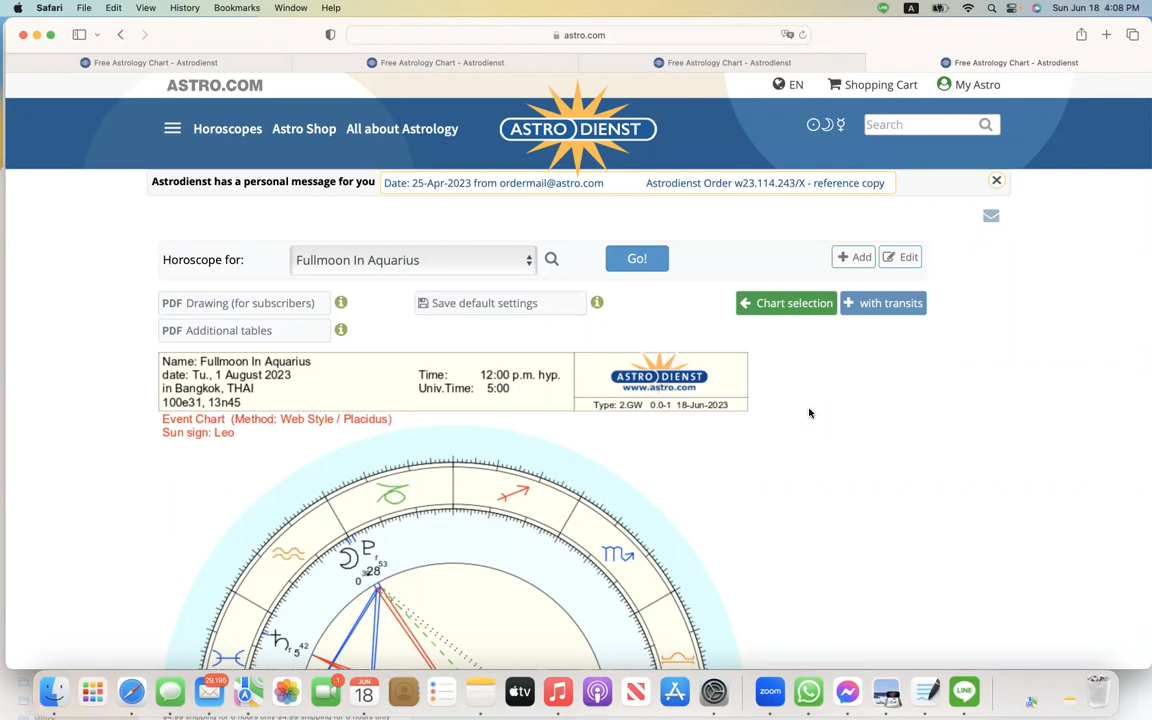 Safari File Edit View History Bookmarks Window Help A Sun Jun 18 4:08 PM
astro.com
Free Astrology Chart - Astrodienst Free Astrology Chart - Astrodienst Free Astrology Chart - Astrodienst Free Astrology Chart - Astrodienst
ASTRO.COM EN Shopping Cart My Astro
Horoscopes Astro Shop All about Astrology ASTRO DIENST Search
Astrodienst has a personal message for you Date: 25-Apr-2023 from ordermail@astro.com Astrodienst Order w23.114.243/X - reference copy
Horoscope for: Fullmoon In Aquarius Go! Add Edit
PDF Drawing (for subscribers) Save default settings Chart selection with transits
PDF Additional tables
Name: Fullmoon In Aquarius
date: Tu., 1 August 2023 Time: 12:00 p.m. hyp.
in Bangkok, THAI Univ.Time: 5:00
100e31, 13n45
ASTRO DIENST
www.astro.com
Type: 2.GW 0.0-1 18-Jun-2023
Event Chart (Method: Web Style / Placidus)
Sun sign: Leo
29,195 1 JUN 18 tv zoom LINE